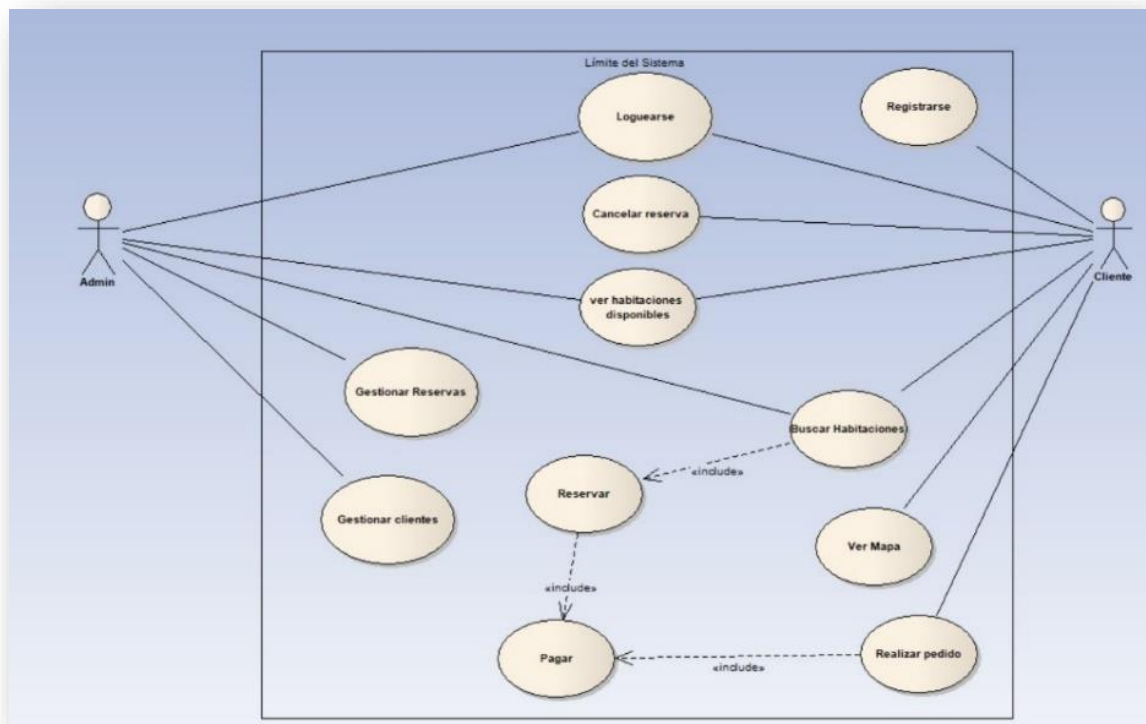 Límite del Sistema
Loguearse
Registrarse
Cancelar reserva
Admin
Cliente
ver habitaciones
disponibles
Gestionar Reservas
Buscar Habitaciones
«include»
Reservar
Gestionar clientes
Ver Mapa
«include»
Pagar
Realizar pedido
«include»